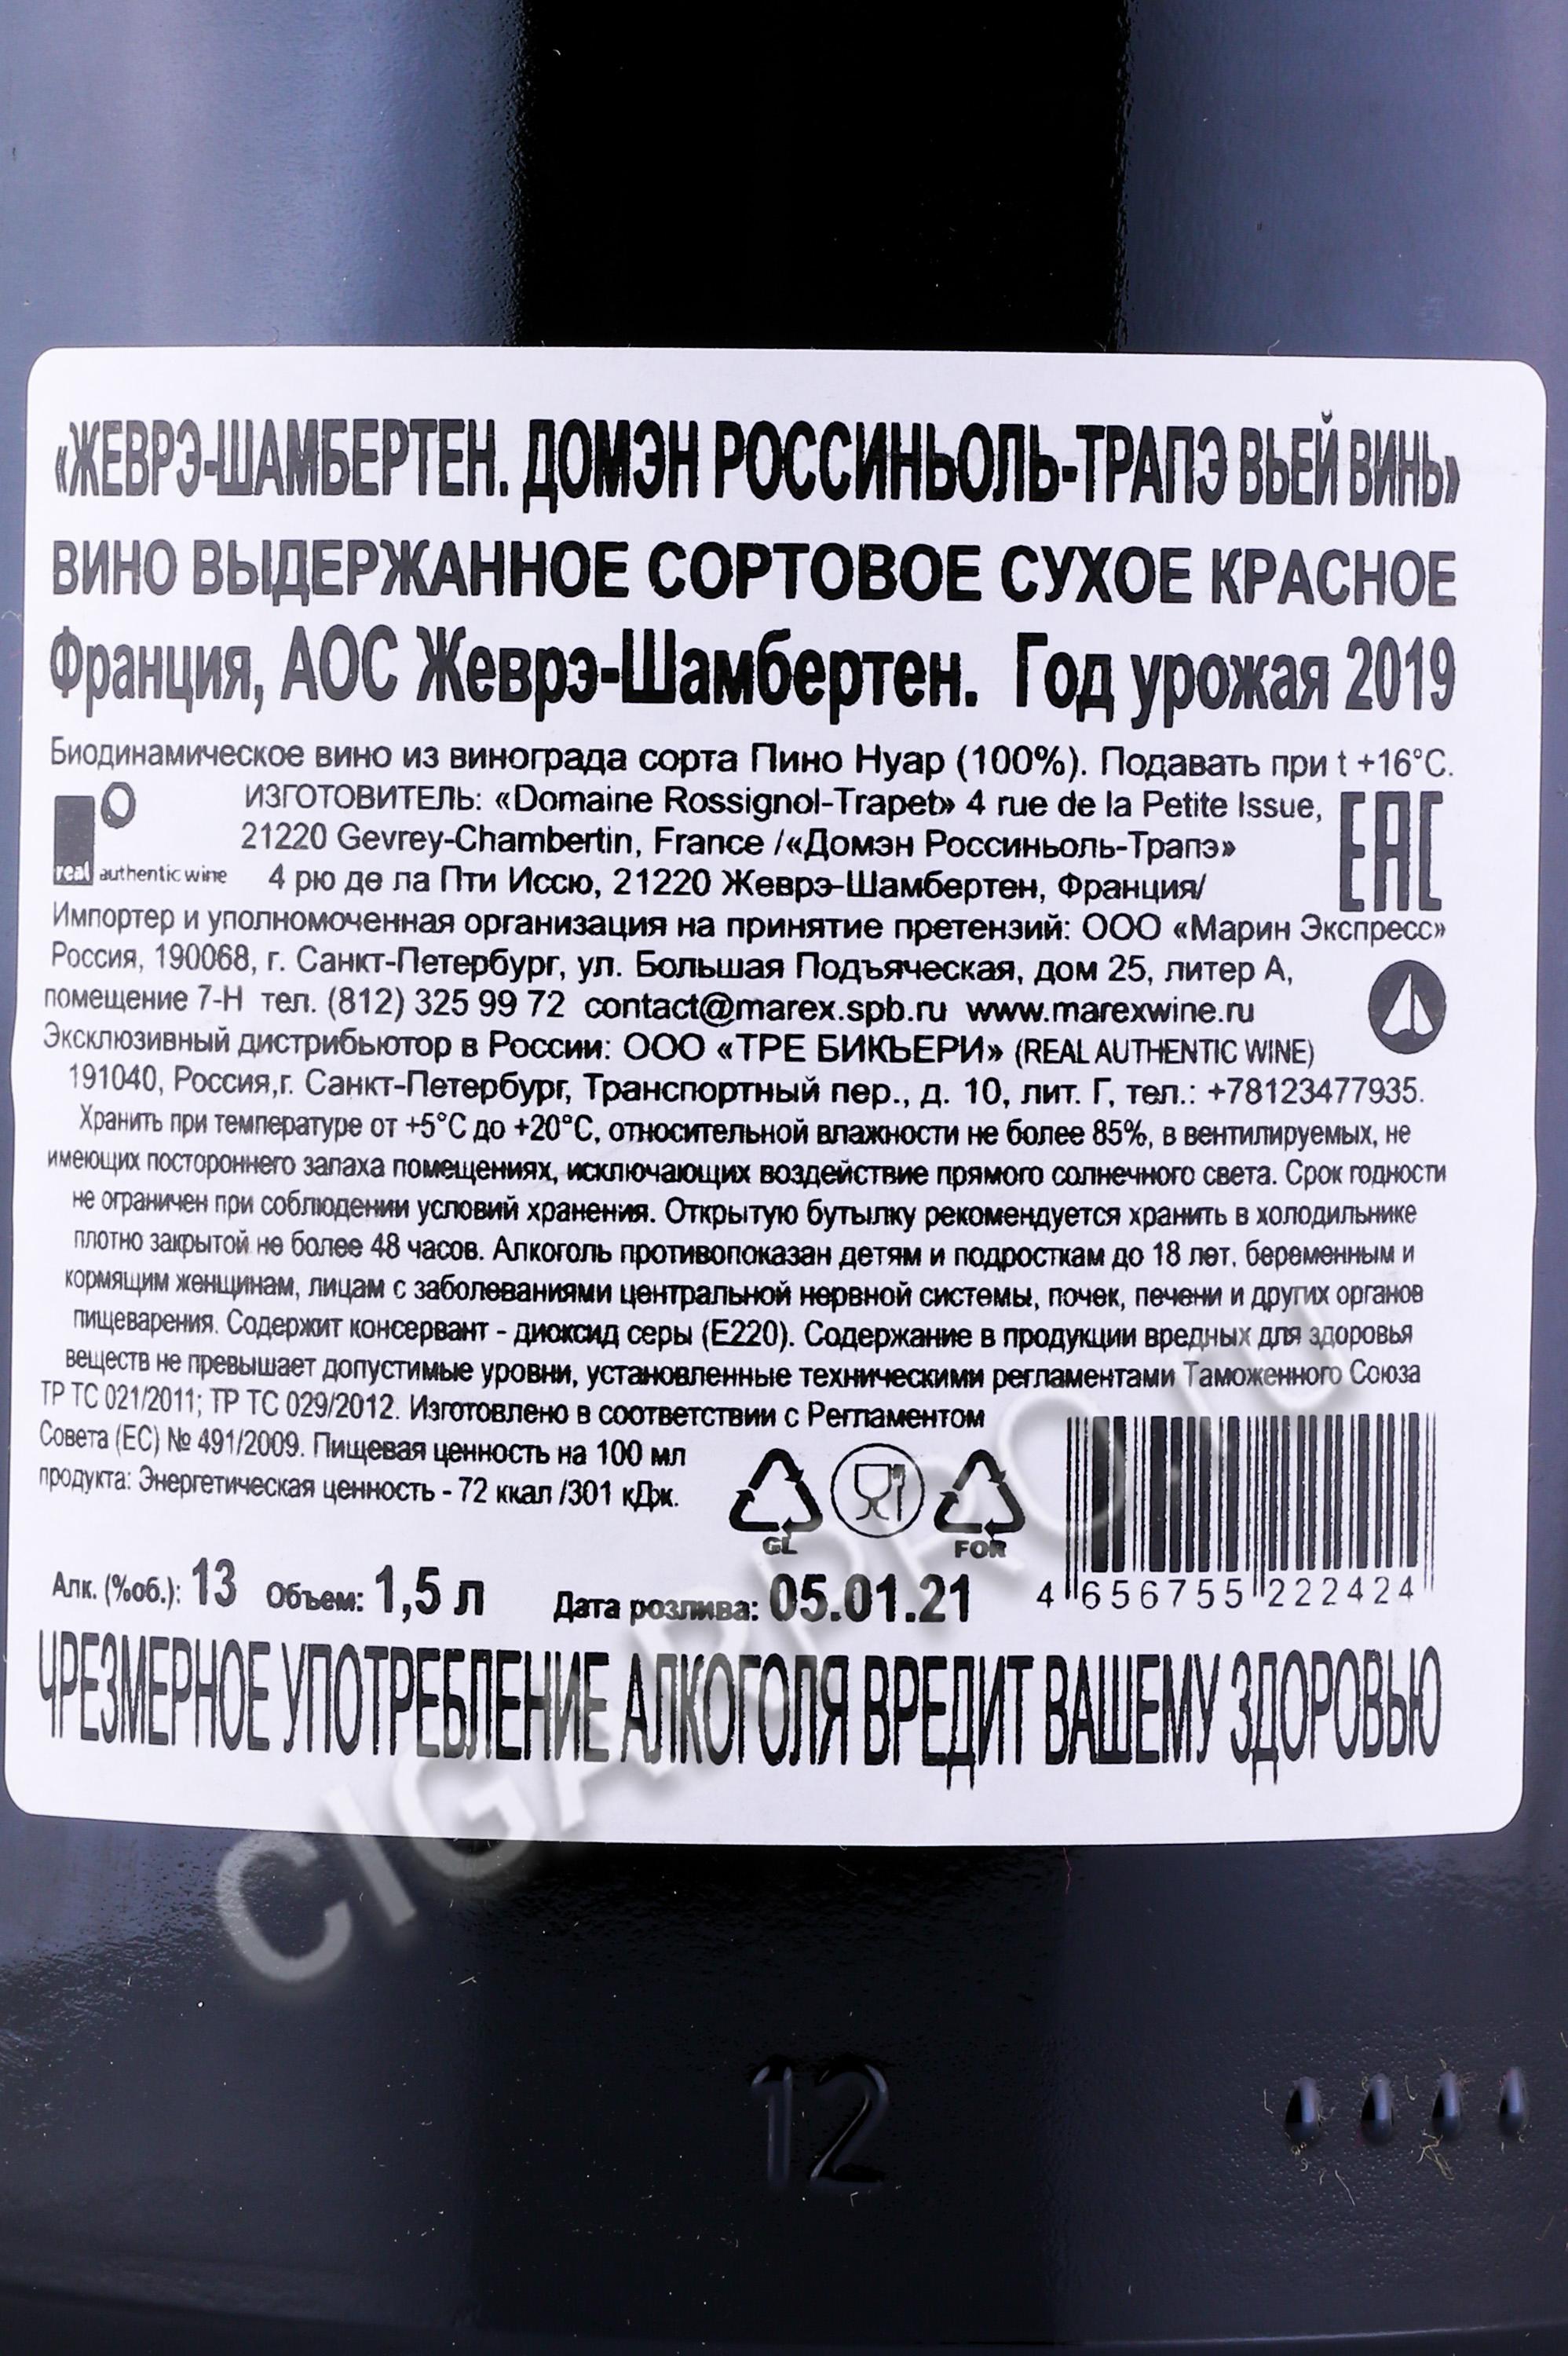 «ЖЕВРЭ-ШАМБЕРТЕН. ДОМЭН РОССИНЬОЛЬ-ТРАПЭ ВЬЕЙ ВИНЬ»
ВИНО ВЫДЕРЖАННОЕ СОРТОВОЕ СУХОЕ КРАСНОЕ
Франция, АОС Жеврэ-Шамбертен. Год урожая 2019
Биодинамическое вино из винограда сорта Пино Нуар (100%). Подавать при t +16°C.
ИЗГОТОВИТЕЛЬ: «Domaine Rossignol-Trapet» 4 rue de la Petite Issue,
21220 Gevrey-Chambertin, France /«Домэн Россиньоль-Трапэ»
4 рю де ла Пти Иссю, 21220 Жеврэ-Шамбертен, Франция/
real authentic wine
EAC
Импортер и уполномоченная организация на принятие претензий: ООО «Марин Экспресс»
Россия, 190068, г. Санкт-Петербург, ул. Большая Подъяческая, дом 25, литер А,
помещение 7-Н тел. (812) 325 99 72 contact@marex.spb.ru www.marexwine.ru
Эксклюзивный дистрибьютор в России: ООО «ТРЕ БИКЬЕРИ» (REAL AUTHENTIC WINE)
191040, Россия,г. Санкт-Петербург, Транспортный пер., д. 10, лит. Г, тел.: +78123477935.
Хранить при температуре от +5°C до +20°C, относительной влажности не более 85%, в вентилируемых, не
имеющих постороннего запаха помещениях, исключающих воздействие прямого солнечного света. Срок годности
не ограничен при соблюдении условий хранения. Открытую бутылку рекомендуется хранить в холодильнике
плотно закрытой не более 48 часов. Алкоголь противопоказан детям и подросткам до 18 лет, беременным и
кормящим женщинам, лицам с заболеваниями центральной нервной системы, почек, печени и других органов
пищеварения. Содержит консервант - диоксид серы (Е220). Содержание в продукции вредных для здоровья
веществ не превышает допустимые уровни, установленные техническими регламентами Таможенного Союза
ТР ТС 021/2011; ТР ТС 029/2012. Изготовлено в соответствии с Регламентом
Совета (ЕС) № 491/2009. Пищевая ценность на 100 мл
продукта: Энергетическая ценность - 72 ккал /301 кДж.
GL FOR
Алк. (%об.): 13 Объем: 1,5 л Дата розлива: 05.01.21
4 656755 222424
ЧРЕЗМЕРНОЕ УПОТРЕБЛЕНИЕ АЛКОГОЛЯ ВРЕДИТ ВАШЕМУ ЗДОРОВЬЮ
CIGARPRO.ru
12